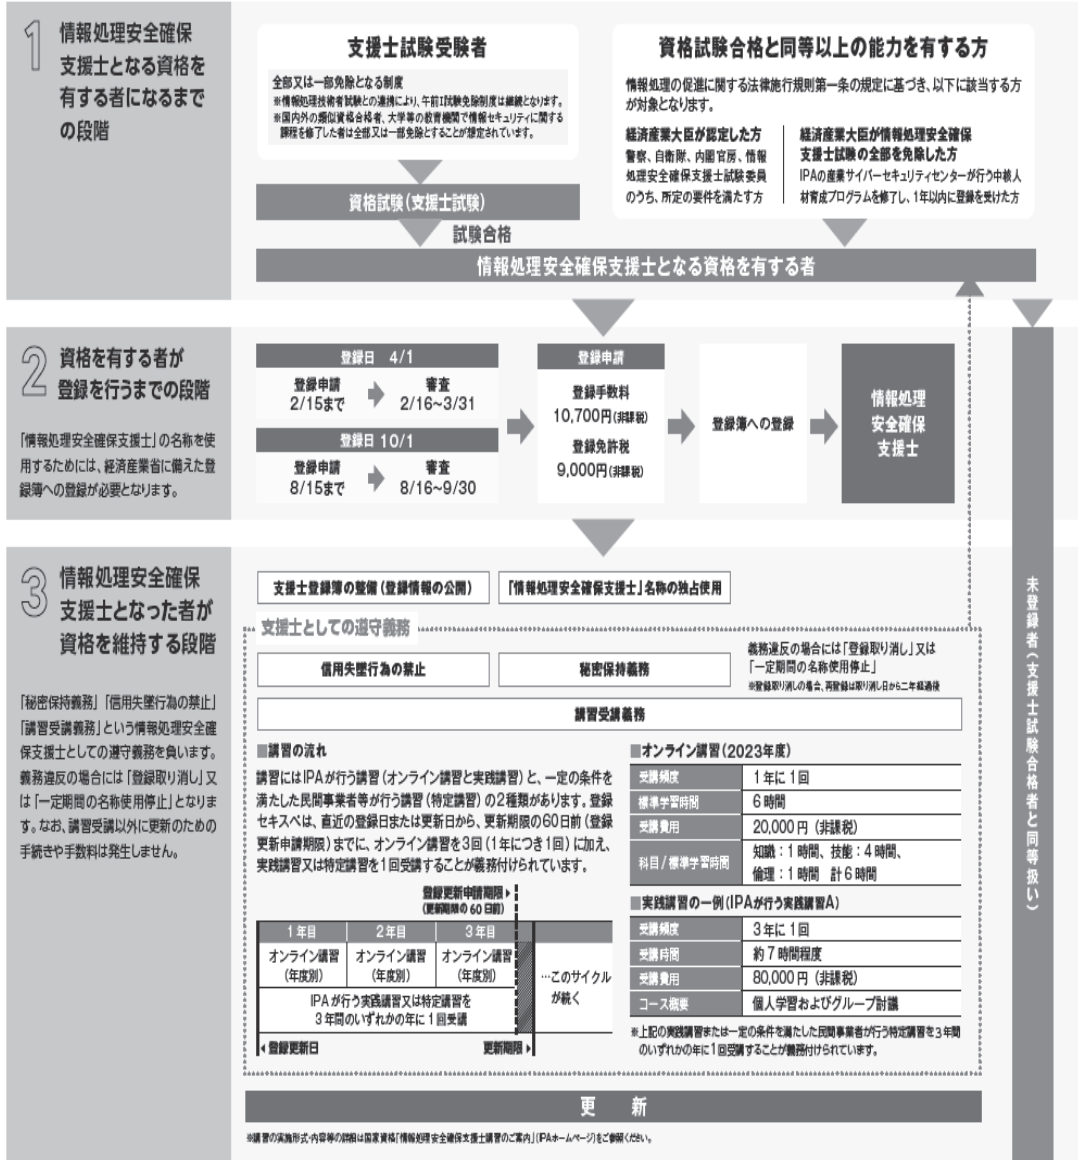 1
情報処理安全確保
支援士となる資格を
有する者になるまで
の段階
支援士試験受験者
全部又は一部免除となる制度
※情報処理技術者試験との連携により、午前Ⅰ試験免除制度は継続となります。
※国内外の類似資格合格者、大学等の教育機関で情報セキュリティに関する
課程を修了した者は全部又は一部免除とすることが想定されています。
資格試験(支援士試験)
試験合格
資格試験合格と同等以上の能力を有する方
情報処理の促進に関する法律施行規則第一条の規定に基づき、以下に該当する方
が対象となります。
経済産業大臣が認定した方
警察、自衛隊、内閣官房、情報
処理安全確保支援士試験委員
のうち、所定の要件を満たす方
経済産業大臣が情報処理安全確保
支援士試験の全部を免除した方
IPAの産業サイバーセキュリティセンターが行う中核人
材育成プログラムを修了し、1年以内に登録を受けた方
情報処理安全確保支援士となる資格を有する者
2
資格を有する者が
登録を行うまでの段階
「情報処理安全確保支援士」の名称を使
用するためには、経済産業省に備えた登
録簿への登録が必要となります。
登録日 4/1
登録申請
2/15まで
審査
2/16~3/31
登録日 10/1
登録申請
8/15まで
審査
8/16~9/30
登録申請
登録手数料
10,700円(非課税)
登録免許税
9,000円(非課税)
登録簿への登録
情報処理
安全確保
支援士
3
情報処理安全確保
支援士となった者が
資格を維持する段階
「秘密保持義務」「信用失墜行為の禁止」
「講習受講義務」という情報処理安全確
保支援士としての遵守義務を負います。
義務違反の場合には「登録取り消し」又
は「一定期間の名称使用停止」となりま
す。なお、講習受講以外に更新のための
手続きや手数料は発生しません。
支援士登録簿の整備(登録情報の公開)
「情報処理安全確保支援士」名称の独占使用
支援士としての遵守義務
信用失墜行為の禁止
秘密保持義務
義務違反の場合には「登録取り消し」又は
「一定期間の名称使用停止」
※登録取り消しの場合、再登録は取り消し日から二年経過後
講習受講義務
■講習の流れ
講習にはIPAが行う講習(オンライン講習と実践講習)と、一定の条件を
満たした民間事業者等が行う講習(特定講習)の2種類があります。登録
セキスペは、直近の登録日または更新日から、更新期限の60日前(登録
更新申請期限)までに、オンライン講習を3回(1年につき1回)に加え、
実践講習又は特定講習を1回受講することが義務付けられています。
登録更新申請期限▶
(更新期限の60日前)
1年目 2年目 3年目
オンライン講習 オンライン講習 オンライン講習
(年度別) (年度別) (年度別)
IPAが行う実践講習又は特定講習を
3年間のいずれかの年に1回受講
…このサイクル
が続く
◀登録更新日 更新期限▶
■オンライン講習(2023年度)
受講頻度 1年に1回
標準学習時間 6時間
受講費用 20,000円(非課税)
科目/標準学習時間 知識:1時間、技能:4時間、
倫理:1時間 計6時間
■実践講習の一例(IPAが行う実践講習A)
受講頻度 3年に1回
受講時間 約7時間程度
受講費用 80,000円(非課税)
コース概要 個人学習およびグループ討議
※上記の実践講習または一定の条件を満たした民間事業者が行う特定講習を3年間
のいずれかの年に1回受講することが義務付けられています。
更 新
※講習の実施形式・内容等の詳細は国家資格「情報処理安全確保支援士講習のご案内」(IPAホームページ)をご参照ください。
未登録者(支援士試験合格者と同等扱い)